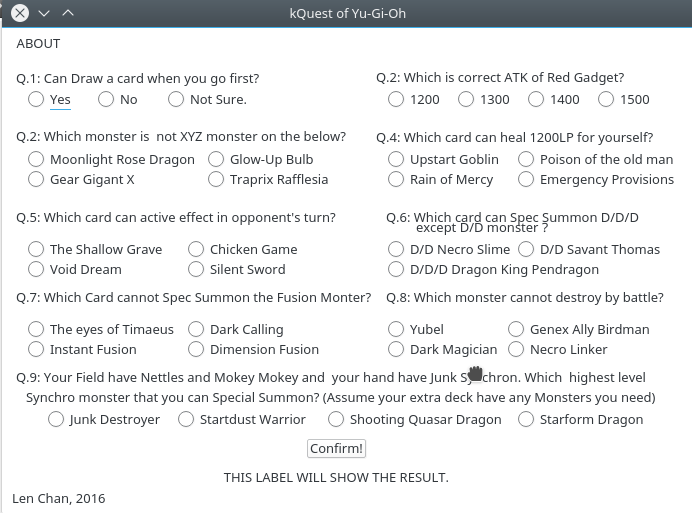 kQuest of Yu-Gi-Oh
ABOUT
Q.1: Can Draw a card when you go first?
Yes No Not Sure.
Q.2: Which is correct ATK of Red Gadget?
1200 1300 1400 1500
Q.2: Which monster is not XYZ monster on the below?
Moonlight Rose Dragon Glow-Up Bulb
Gear Gigant X Traprix Rafflesia
Q.4: Which card can heal 1200LP for yourself?
Upstart Goblin Poison of the old man
Rain of Mercy Emergency Provisions
Q.5: Which card can active effect in opponent's turn?
The Shallow Grave Chicken Game
Void Dream Silent Sword
Q.6: Which card can Spec Summon D/D/D
except D/D monster ?
D/D Necro Slime D/D Savant Thomas
D/D/D Dragon King Pendragon
Q.7: Which Card cannot Spec Summon the Fusion Monter?
The eyes of Timaeus Dark Calling
Instant Fusion Dimension Fusion
Q.8: Which monster cannot destroy by battle?
Yubel Genex Ally Birdman
Dark Magician Necro Linker
Q.9: Your Field have Nettles and Mokey Mokey and your hand have Junk Synchron. Which highest level
Synchro monster that you can Special Summon? (Assume your extra deck have any Monsters you need)
Junk Destroyer Startdust Warrior Shooting Quasar Dragon Starform Dragon
Confirm!
THIS LABEL WILL SHOW THE RESULT.
Len Chan, 2016